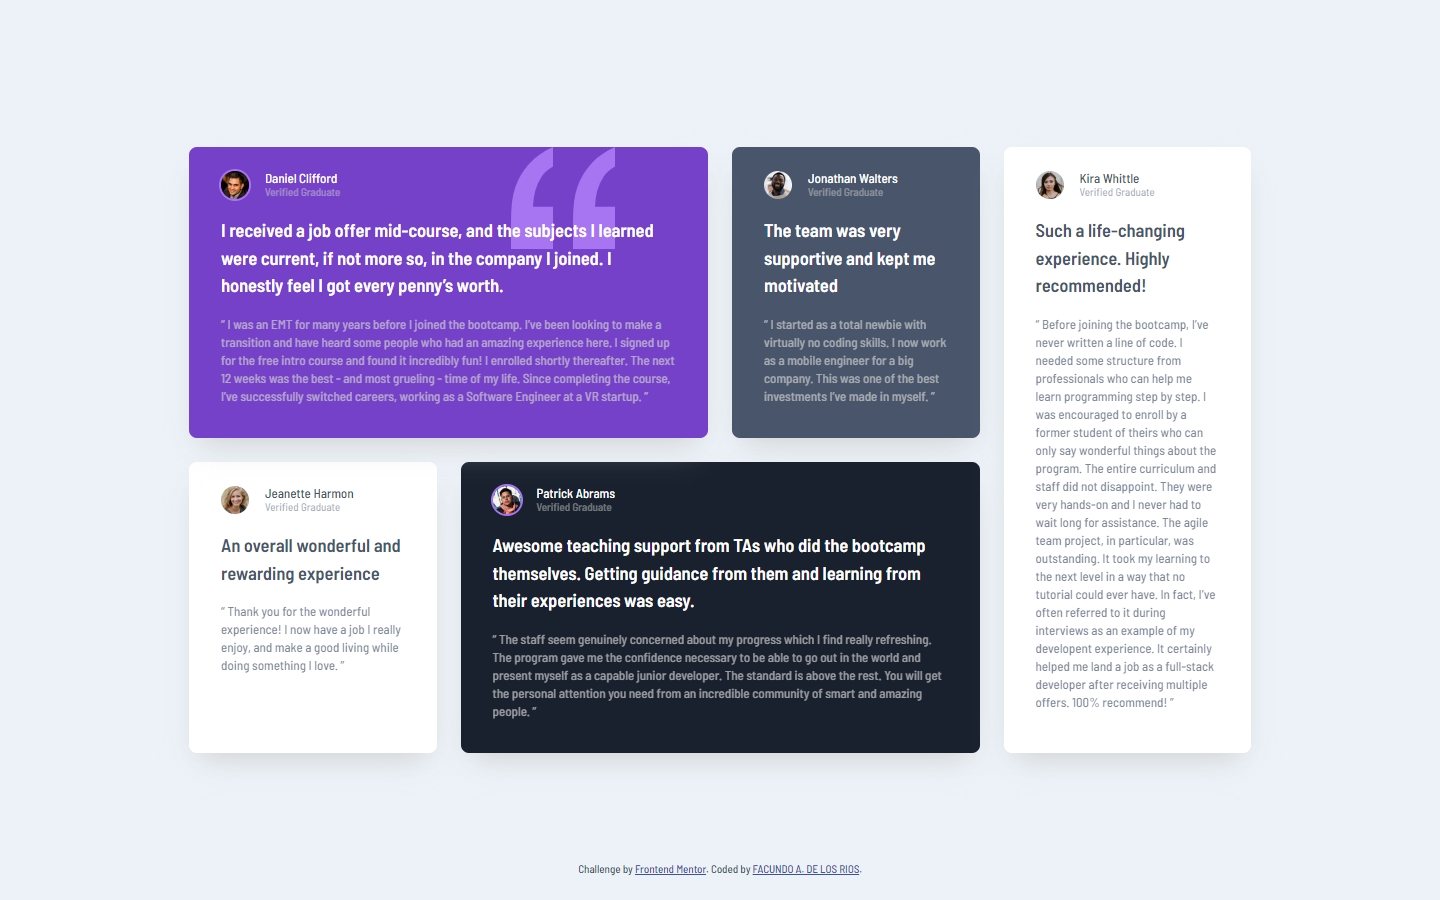 Daniel Clifford
Verified Graduate
I received a job offer mid-course, and the subjects I learned
were current, if not more so, in the company I joined. I
honestly feel I got every penny’s worth.
“ I was an EMT for many years before I joined the bootcamp. I’ve been looking to make a
transition and have heard some people who had an amazing experience here. I signed up
for the free intro course and found it incredibly fun! I enrolled shortly thereafter. The next
12 weeks was the best - and most grueling - time of my life. Since completing the course,
I’ve successfully switched careers, working as a Software Engineer at a VR startup. ”
Jonathan Walters
Verified Graduate
The team was very
supportive and kept me
motivated
“ I started as a total newbie with
virtually no coding skills. I now work
as a mobile engineer for a big
company. This was one of the best
investments I’ve made in myself. ”
Kira Whittle
Verified Graduate
Such a life-changing
experience. Highly
recommended!
“ Before joining the bootcamp, I’ve
never written a line of code. I
needed some structure from
professionals who can help me
learn programming step by step. I
was encouraged to enroll by a
former student of theirs who can
only say wonderful things about the
program. The entire curriculum and
staff did not disappoint. They were
very hands-on and I never had to
wait long for assistance. The agile
team project, in particular, was
outstanding. It took my learning to
the next level in a way that no
tutorial could ever have. In fact, I’ve
often referred to it during
interviews as an example of my
developent experience. It certainly
helped me land a job as a full-stack
developer after receiving multiple
offers. 100% recommend! ”
Jeanette Harmon
Verified Graduate
An overall wonderful and
rewarding experience
“ Thank you for the wonderful
experience! I now have a job I really
enjoy, and make a good living while
doing something I love. ”
Patrick Abrams
Verified Graduate
Awesome teaching support from TAs who did the bootcamp
themselves. Getting guidance from them and learning from
their experiences was easy.
“ The staff seem genuinely concerned about my progress which I find really refreshing.
The program gave me the confidence necessary to be able to go out in the world and
present myself as a capable junior developer. The standard is above the rest. You will get
the personal attention you need from an incredible community of smart and amazing
people. ”
Challenge by Frontend Mentor. Coded by FACUNDO A. DE LOS RIOS.